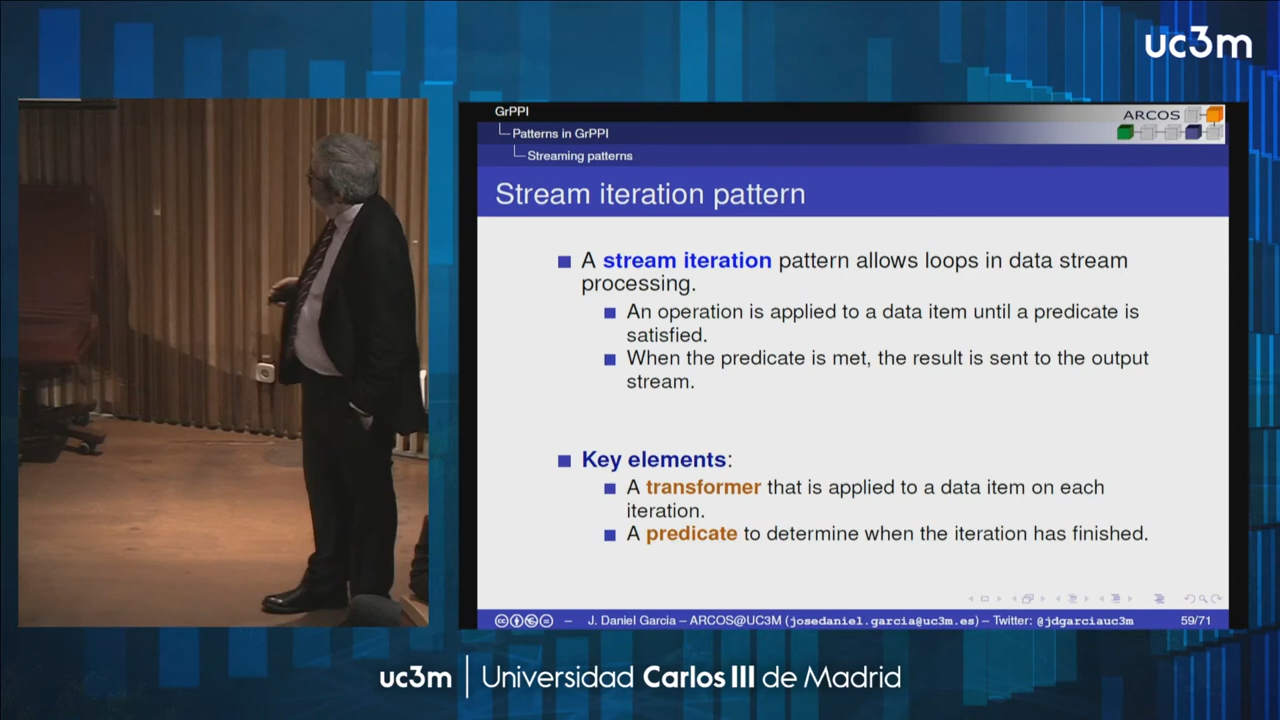 uc3m
GrPPI
Patterns in GrPPI
Streaming patterns
ARCOS
Stream iteration pattern
A stream iteration pattern allows loops in data stream
processing.
An operation is applied to a data item until a predicate is
satisfied.
When the predicate is met, the result is sent to the output
stream.
Key elements:
A transformer that is applied to a data item on each
iteration.
A predicate to determine when the iteration has finished.
cc – J. Daniel Garcia – ARCOS@UC3M (josedaniel.garcia@uc3m.es) – Twitter: @jdgarciauc3m 59/71
uc3m | Universidad Carlos III de Madrid